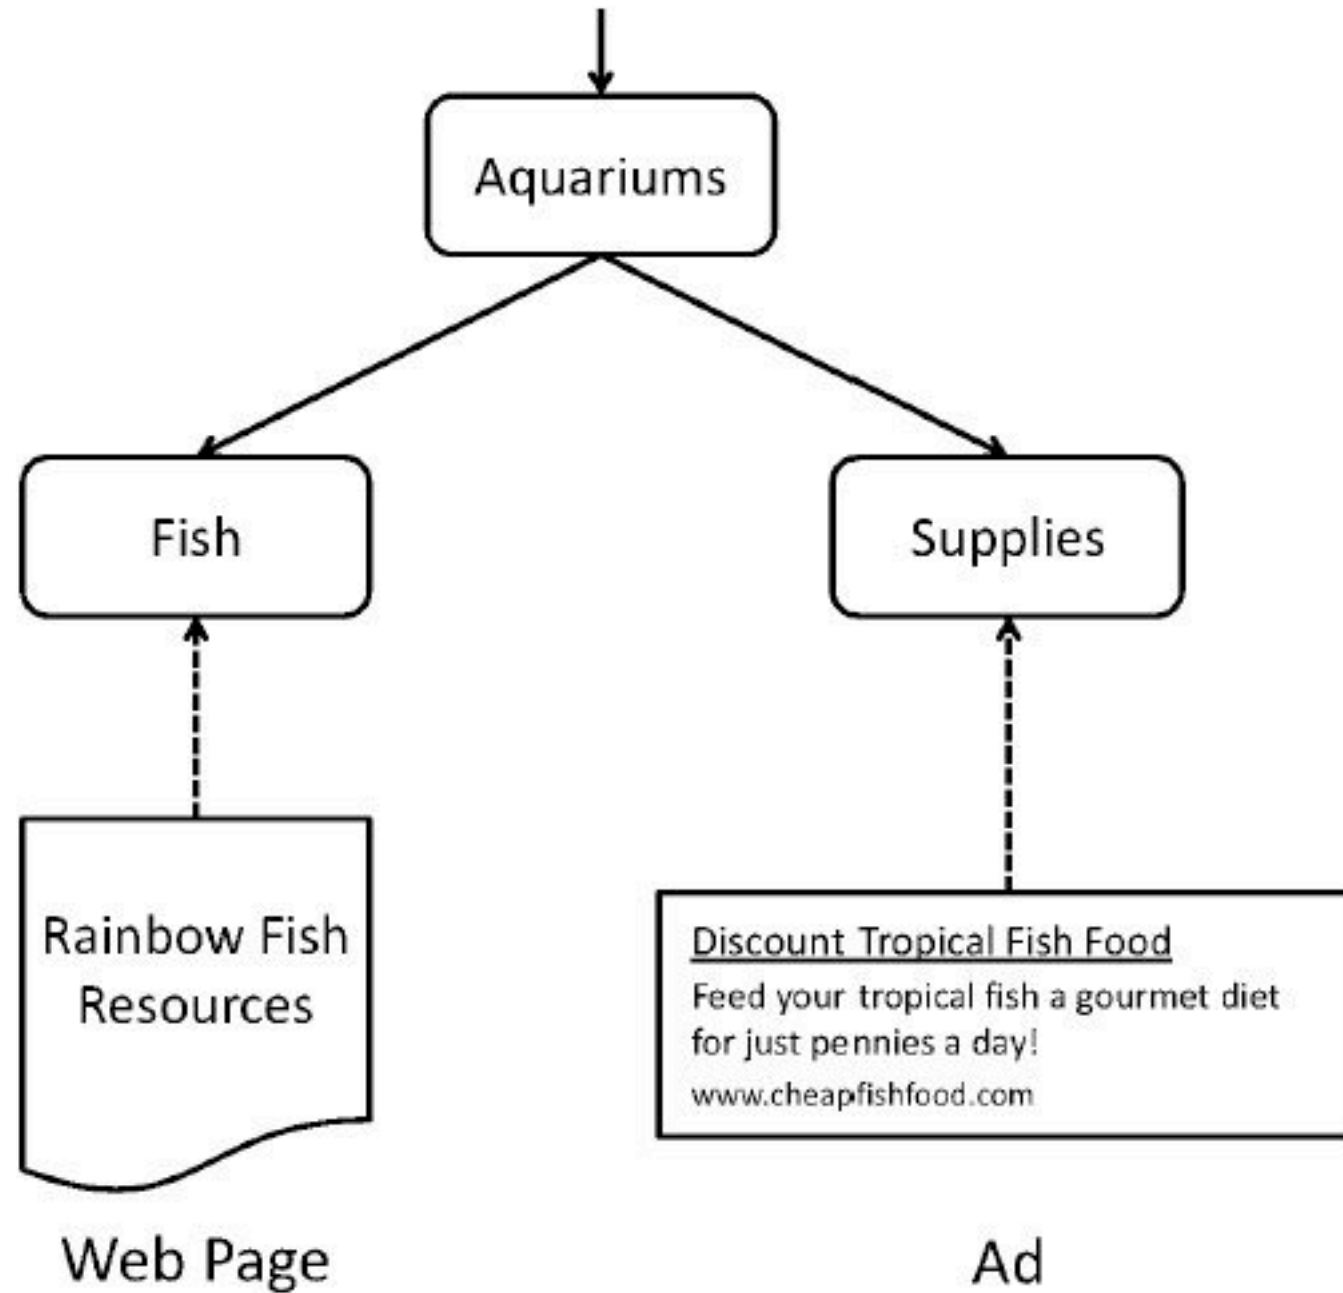 Aquariums
Fish
Supplies
Rainbow Fish
Resources
Discount Tropical Fish Food
Feed your tropical fish a gourmet diet
for just pennies a day!
www.cheapfishfood.com
Web Page
Ad